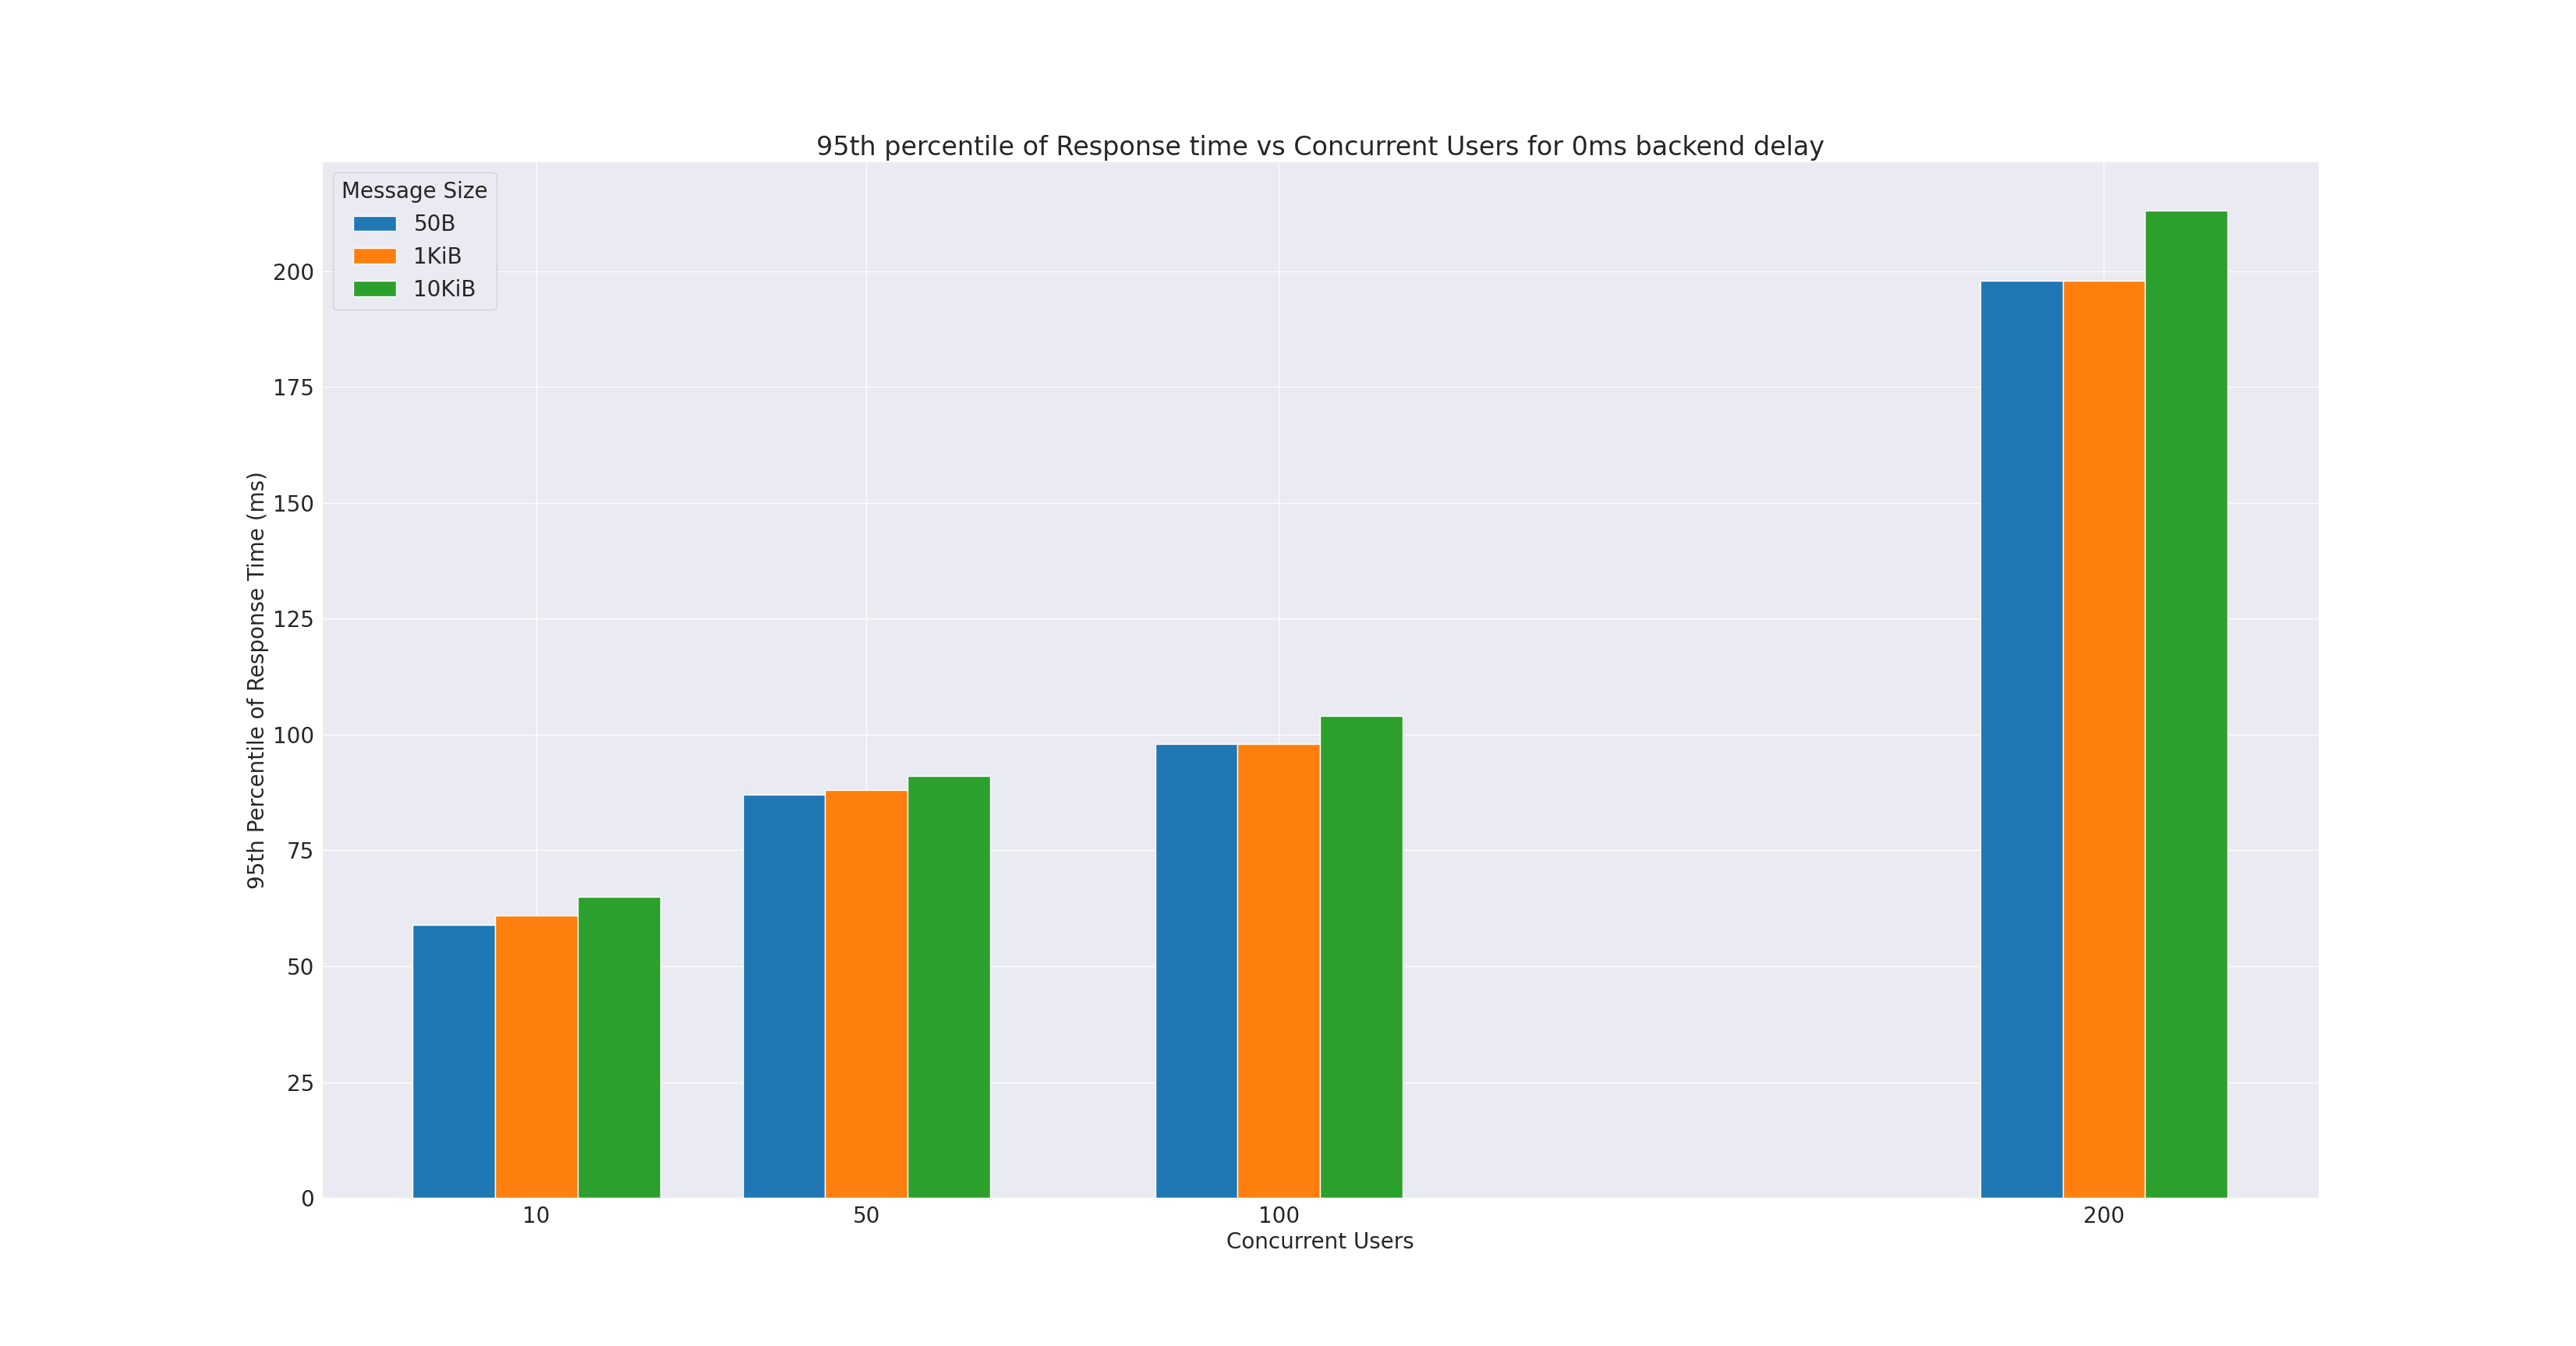 95th percentile of Response time vs Concurrent Users for 0ms backend delay
Message Size
50B
1KiB
10KiB
95th Percentile of Response Time (ms)
200
175
150
125
100
75
50
25
0
10 50 100 200
Concurrent Users